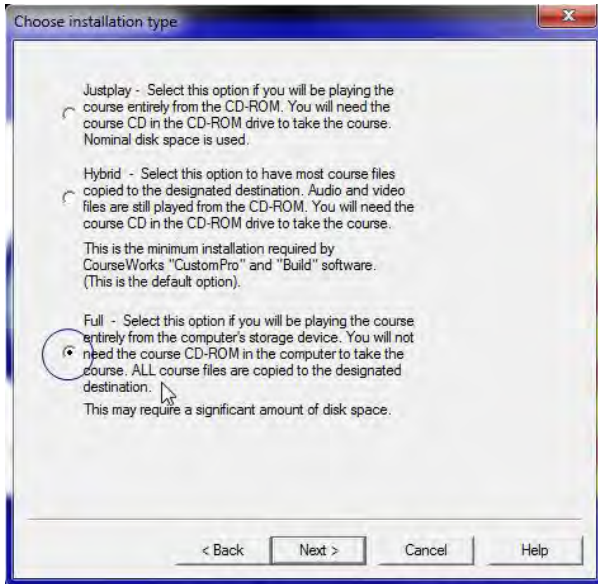 Choose installation type
Justplay - Select this option if you will be playing the
course entirely from the CD-ROM. You will need the
course CD in the CD-ROM drive to take the course.
Nominal disk space is used.
Hybrid - Select this option to have most course files
copied to the designated destination. Audio and video
files are still played from the CD-ROM. You will need the
course CD in the CD-ROM drive to take the course.
This is the minimum installation required by
CourseWorks "CustomPro" and "Build" software.
(This is the default option).
Full - Select this option if you will be playing the course
entirely from the computer's storage device. You will not
need the course CD-ROM in the computer to take the
course. ALL course files are copied to the designated
destination.
This may require a significant amount of disk space.
< Back Next > Cancel Help